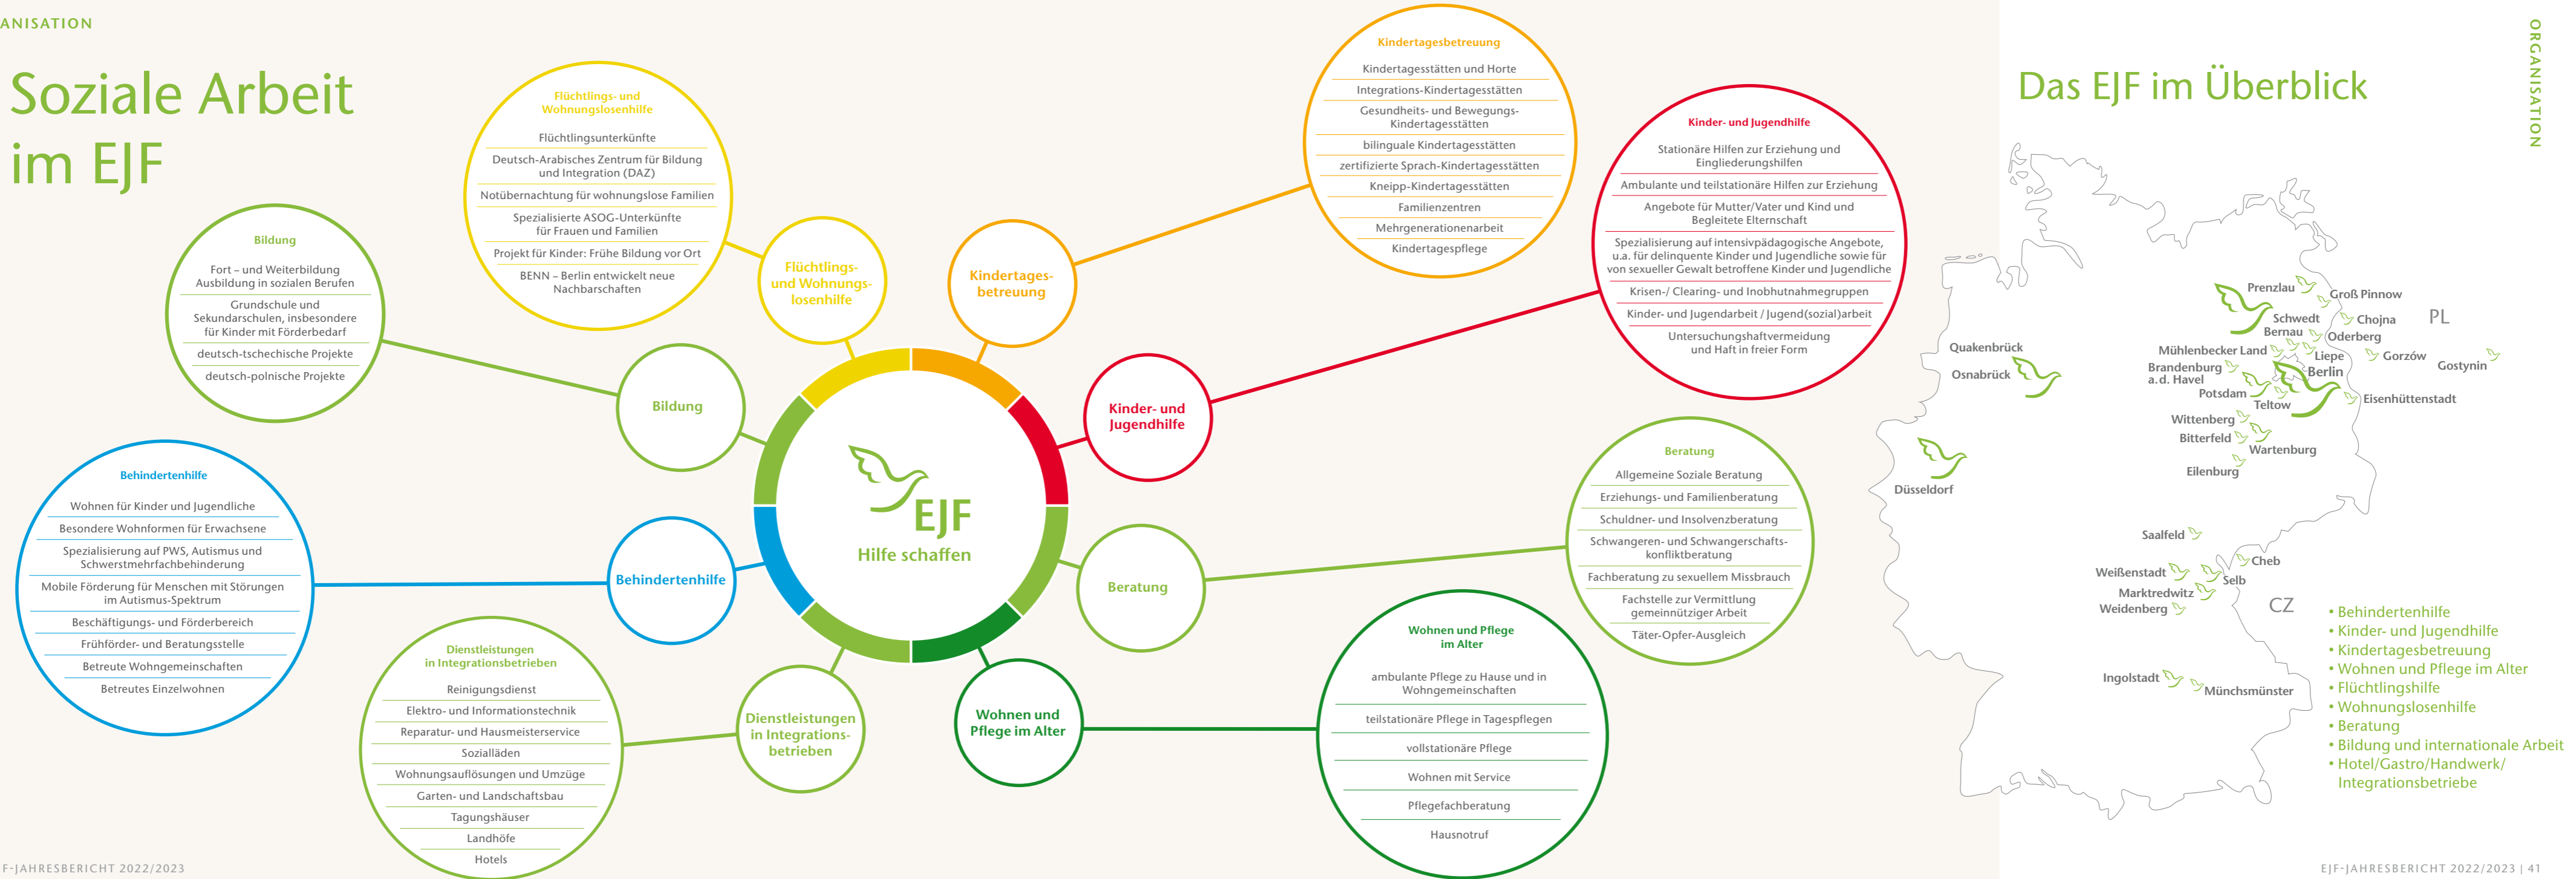 ANISATION
Soziale Arbeit
im EJF
Bildung
Fort – und Weiterbildung
Ausbildung in sozialen Berufen
Grundschule und
Sekundarschulen, insbesondere
für Kinder mit Förderbedarf
deutsch-tschechische Projekte
deutsch-polnische Projekte
Flüchtlings- und
Wohnungslosenhilfe
Flüchtlingsunterkünfte
Deutsch-Arabisches Zentrum für Bildung
und Integration (DAZ)
Notübernachtung für wohnungslose Familien
Spezialisierte ASOG-Unterkünfte
für Frauen und Familien
Projekt für Kinder: Frühe Bildung vor Ort
BENN – Berlin entwickelt neue
Nachbarschaften
Behindertenhilfe
Wohnen für Kinder und Jugendliche
Besondere Wohnformen für Erwachsene
Spezialisierung auf PWS, Autismus und
Schwerstmehrfachbehinderung
Mobile Förderung für Menschen mit Störungen
im Autismus-Spektrum
Beschäftigungs- und Förderbereich
Frühförder- und Beratungsstelle
Betreute Wohngemeinschaften
Betreutes Einzelwohnen
Dienstleistungen
in Integrationsbetrieben
Reinigungsdienst
Elektro- und Informationstechnik
Reparatur- und Hausmeisterservice
Sozialläden
Wohnungsauflösungen und Umzüge
Garten- und Landschaftsbau
Tagungshäuser
Landhöfe
Hotels
Flüchtlings-
und Wohnungs-
losenhilfe
Kindertages-
betreuung
Bildung
Kinder- und
Jugendhilfe
EJF
Hilfe schaffen
Behindertenhilfe
Beratung
Dienstleistungen
in Integrations-
betrieben
Wohnen und
Pflege im Alter
Kindertagesbetreuung
Kindertagesstätten und Horte
Integrations-Kindertagesstätten
Gesundheits- und Bewegungs-
Kindertagesstätten
bilinguale Kindertagesstätten
zertifizierte Sprach-Kindertagesstätten
Kneipp-Kindertagesstätten
Familienzentren
Mehrgenerationenarbeit
Kindertagespflege
Kinder- und Jugendhilfe
Stationäre Hilfen zur Erziehung und
Eingliederungshilfen
Ambulante und teilstationäre Hilfen zur Erziehung
Angebote für Mutter/Vater und Kind und
Begleitete Elternschaft
Spezialisierung auf intensivpädagogische Angebote,
u.a. für delinquente Kinder und Jugendliche sowie für
von sexueller Gewalt betroffene Kinder und Jugendliche
Krisen-/ Clearing- und Inobhutnahmegruppen
Kinder- und Jugendarbeit / Jugend(sozial)arbeit
Untersuchungshaftvermeidung
und Haft in freier Form
Beratung
Allgemeine Soziale Beratung
Erziehungs- und Familienberatung
Schuldner- und Insolvenzberatung
Schwangeren- und Schwangerschafts-
konfliktberatung
Fachberatung zu sexuellem Missbrauch
Fachstelle zur Vermittlung
gemeinnütziger Arbeit
Täter-Opfer-Ausgleich
Wohnen und Pflege
im Alter
ambulante Pflege zu Hause und in
Wohngemeinschaften
teilstationäre Pflege in Tagespflegen
vollstationäre Pflege
Wohnen mit Service
Pflegefachberatung
Hausnotruf
F-JAHRESBERICHT 2022/2023
ORGANISATION
Das EJF im Überblick
Prenzlau
Groß Pinnow
Schwedt
Chojna
PL
Bernau
Oderberg
Quakenbrück
Mühlenbecker Land
Liepe
Gorzów
Gostynin
Osnabrück
Brandenburg
a.d. Havel
Berlin
Potsdam
Teltow
Eisenhüttenstadt
Wittenberg
Bitterfeld
Wartenburg
Eilenburg
Düsseldorf
Saalfeld
Cheb
Weißenstadt
Selb
Marktredwitz
Weidenberg
CZ
Ingolstadt
Münchsmünster
• Behindertenhilfe
• Kinder- und Jugendhilfe
• Kindertagesbetreuung
• Wohnen und Pflege im Alter
• Flüchtlingshilfe
• Wohnungslosenhilfe
• Beratung
• Bildung und internationale Arbeit
• Hotel/Gastro/Handwerk/
Integrationsbetriebe
EJF-JAHRESBERICHT 2022/2023 | 41